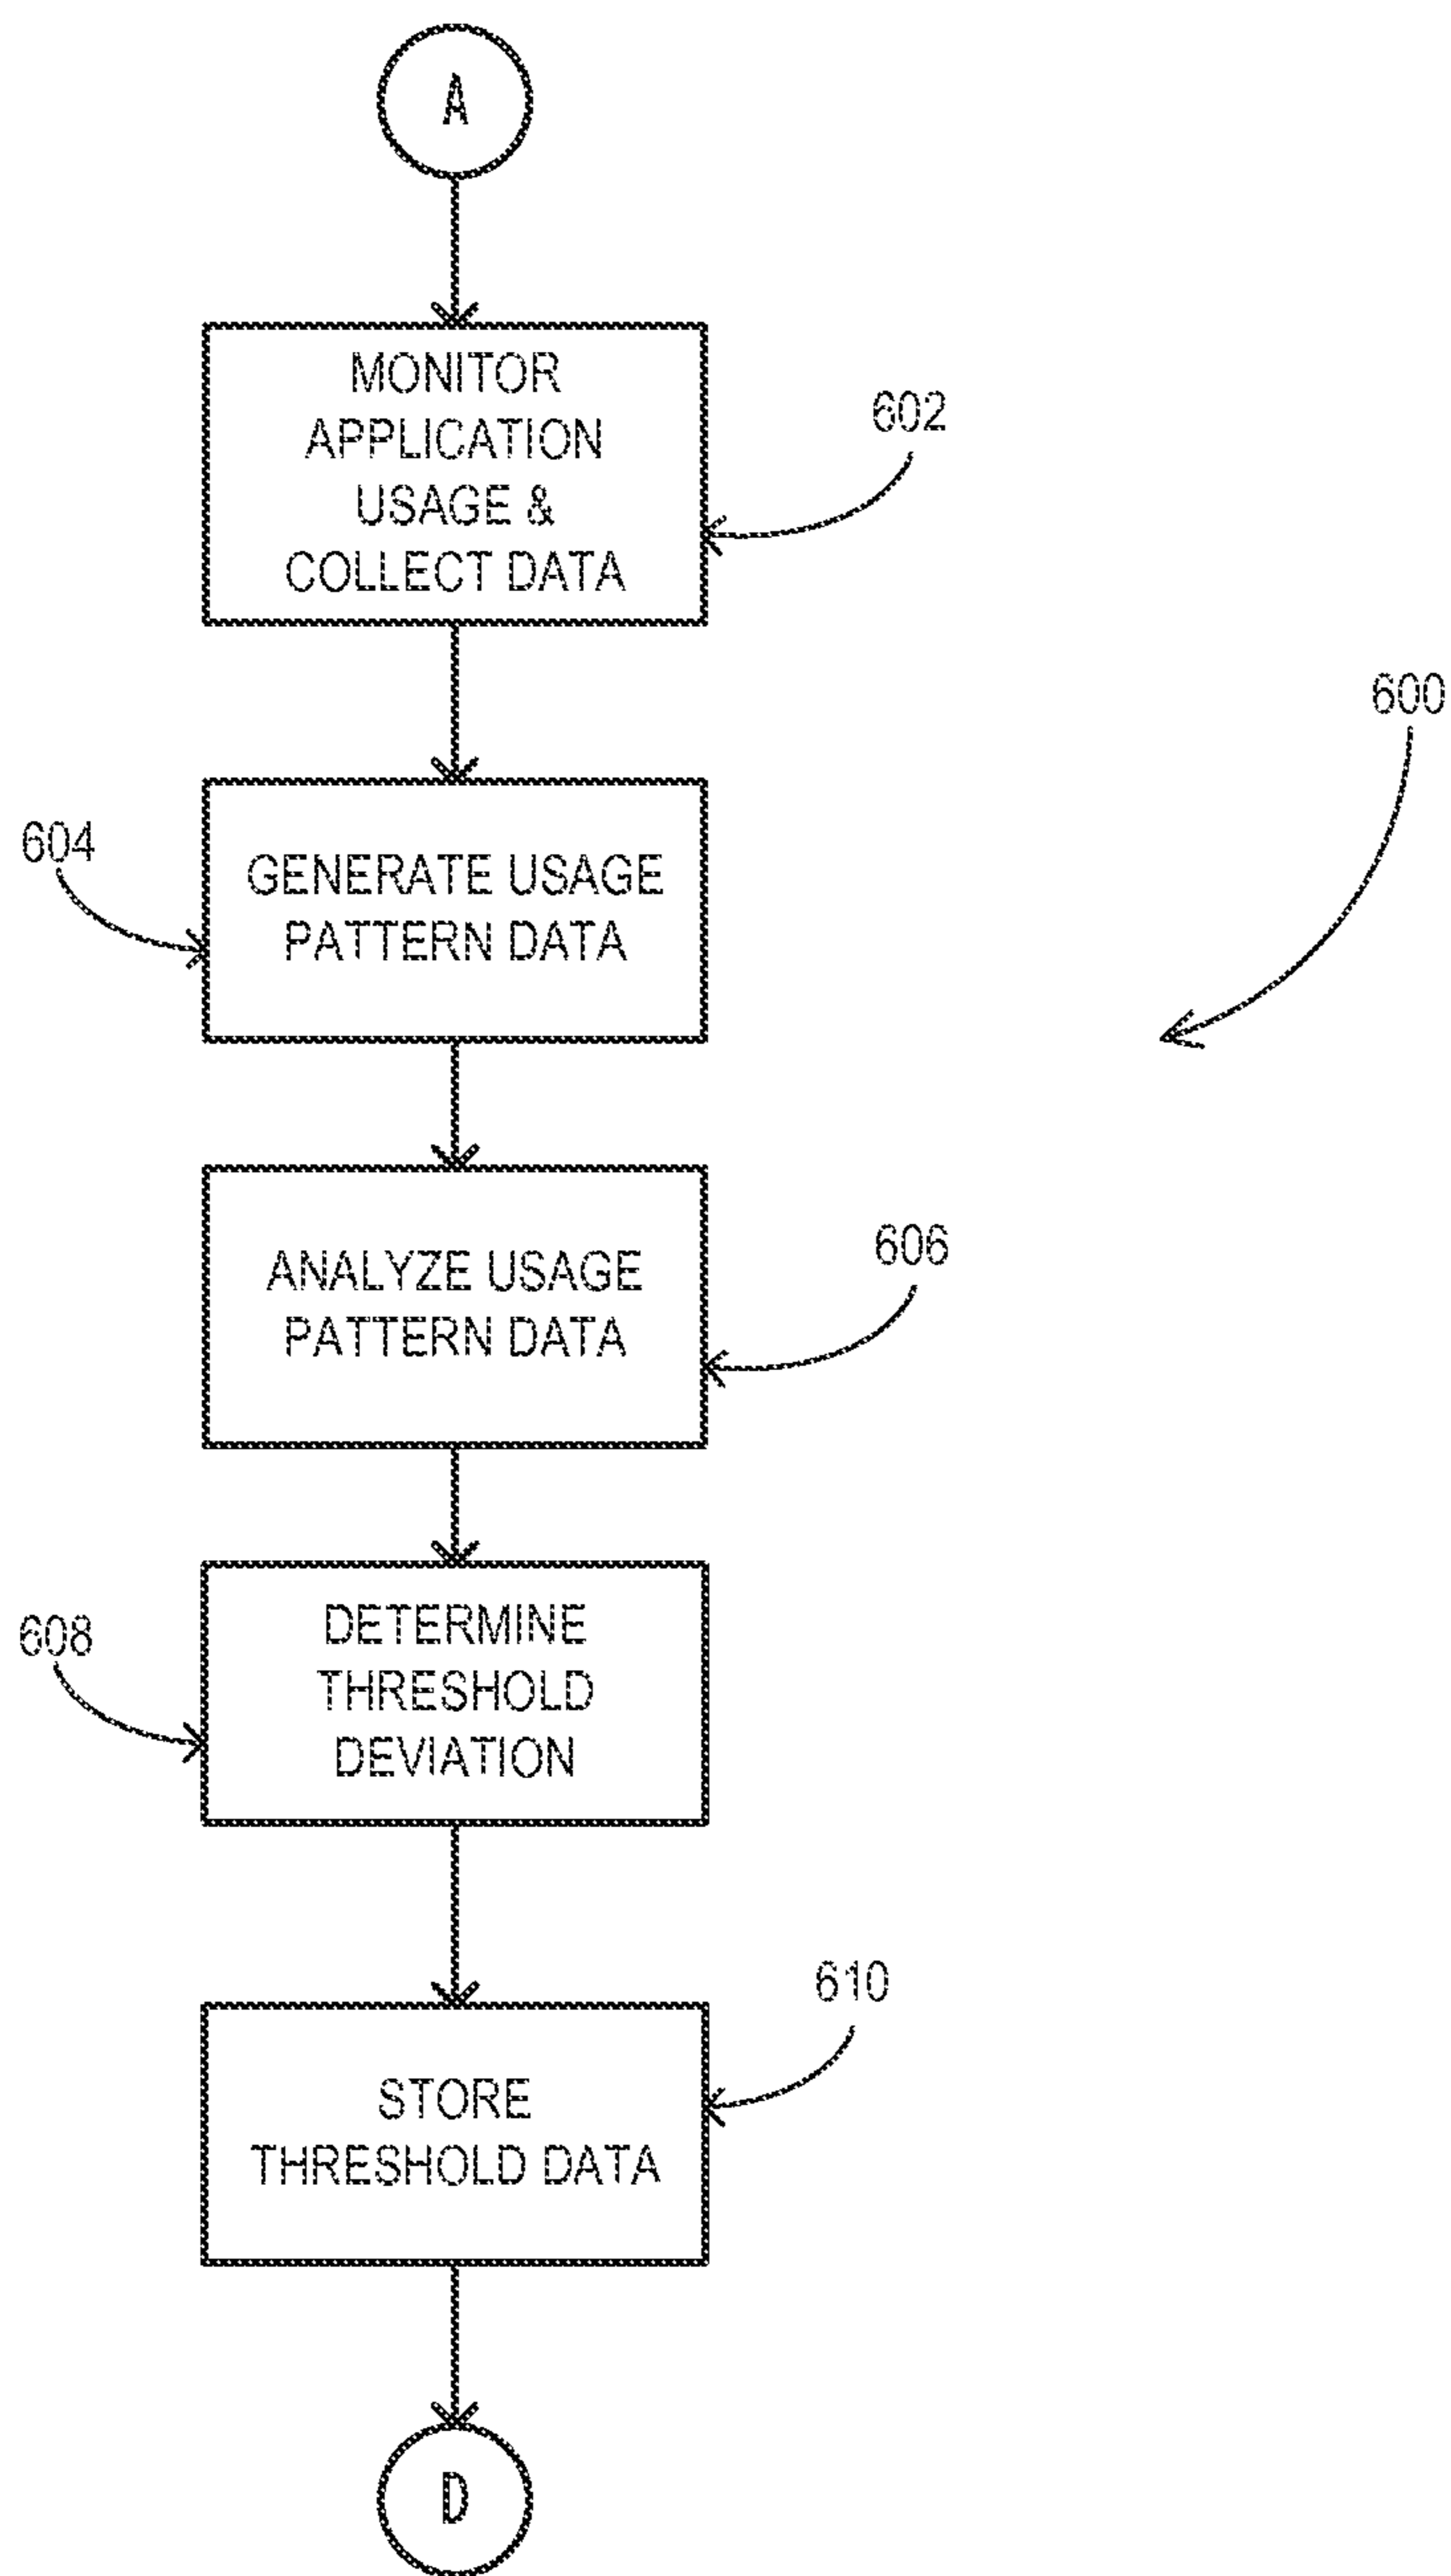 A
MONITOR
APPLICATION
USAGE &
COLLECT DATA
602
600
604
GENERATE USAGE
PATTERN DATA
606
ANALYZE USAGE
PATTERN DATA
608
DETERMINE
THRESHOLD
DEVIATION
610
STORE
THRESHOLD DATA
D